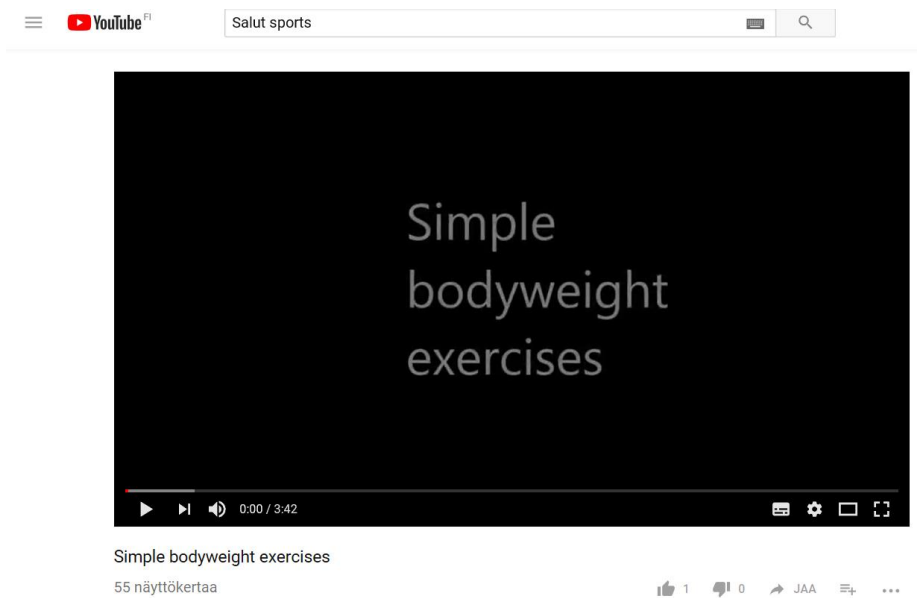 YouTube FI
Salut sports
Simple
bodyweight
exercises
0:00 / 3:42
Simple bodyweight exercises
55 näyttökertaa
1 0 JAA